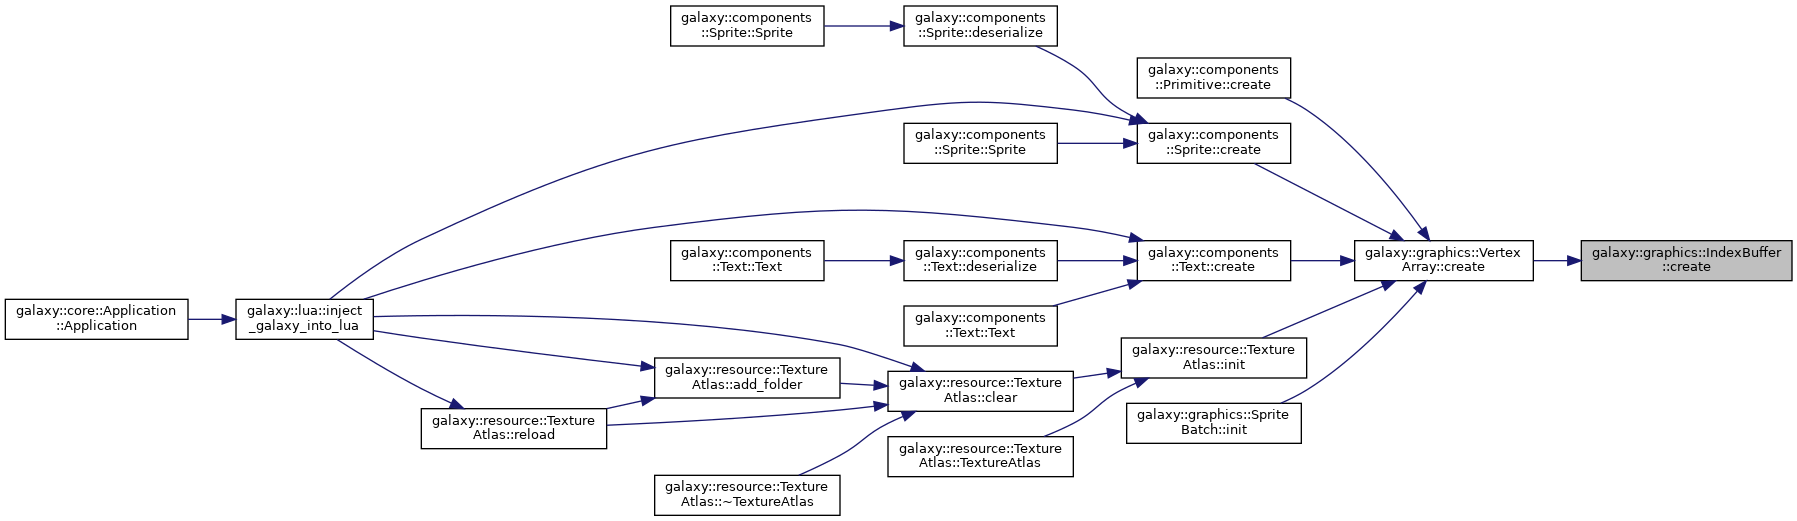 galaxy::components
::Sprite::Sprite
galaxy::components
::Sprite::deserialize
galaxy::components
::Primitive::create
galaxy::components
::Sprite::Sprite
galaxy::components
::Sprite::create
galaxy::components
::Text::Text
galaxy::components
::Text::deserialize
galaxy::components
::Text::create
galaxy::graphics::Vertex
Array::create
galaxy::graphics::IndexBuffer
::create
galaxy::core::Application
::Application
galaxy::lua::inject
_galaxy_into_lua
galaxy::components
::Text::Text
galaxy::resource::Texture
Atlas::init
galaxy::resource::Texture
Atlas::add_folder
galaxy::resource::Texture
Atlas::clear
galaxy::resource::Texture
Atlas::reload
galaxy::graphics::Sprite
Batch::init
galaxy::resource::Texture
Atlas::TextureAtlas
galaxy::resource::Texture
Atlas::~TextureAtlas